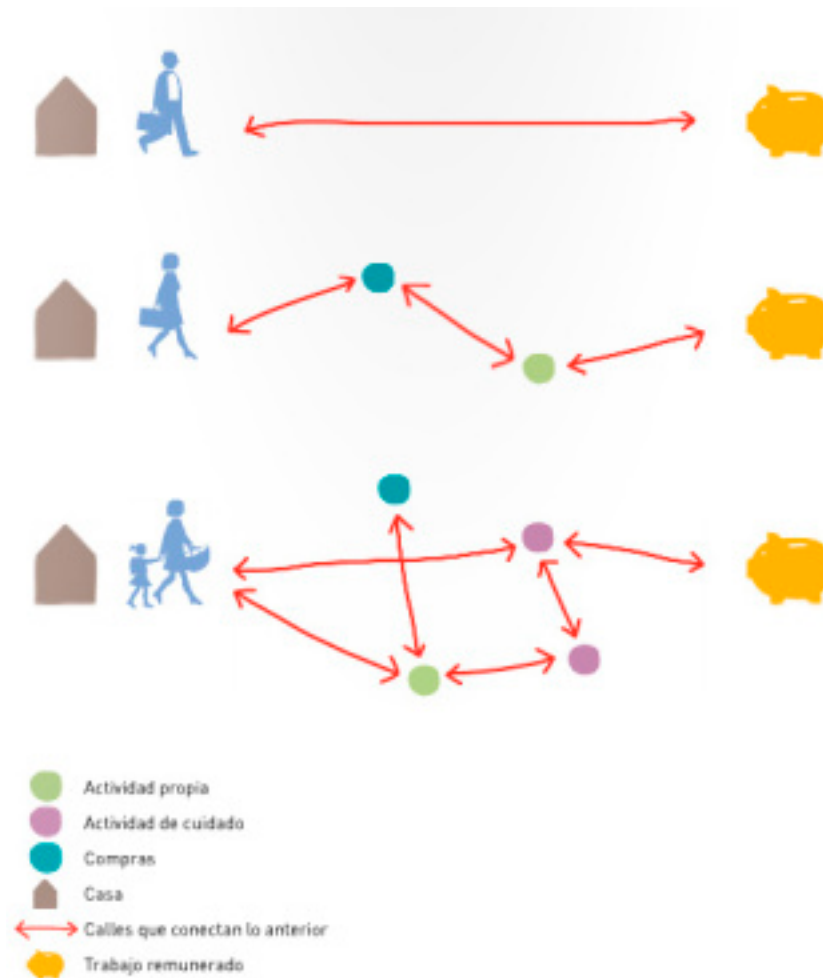 Actividad propia
Actividad de cuidado
Compras
Casa
Calles que conectan lo anterior
Trabajo remunerado